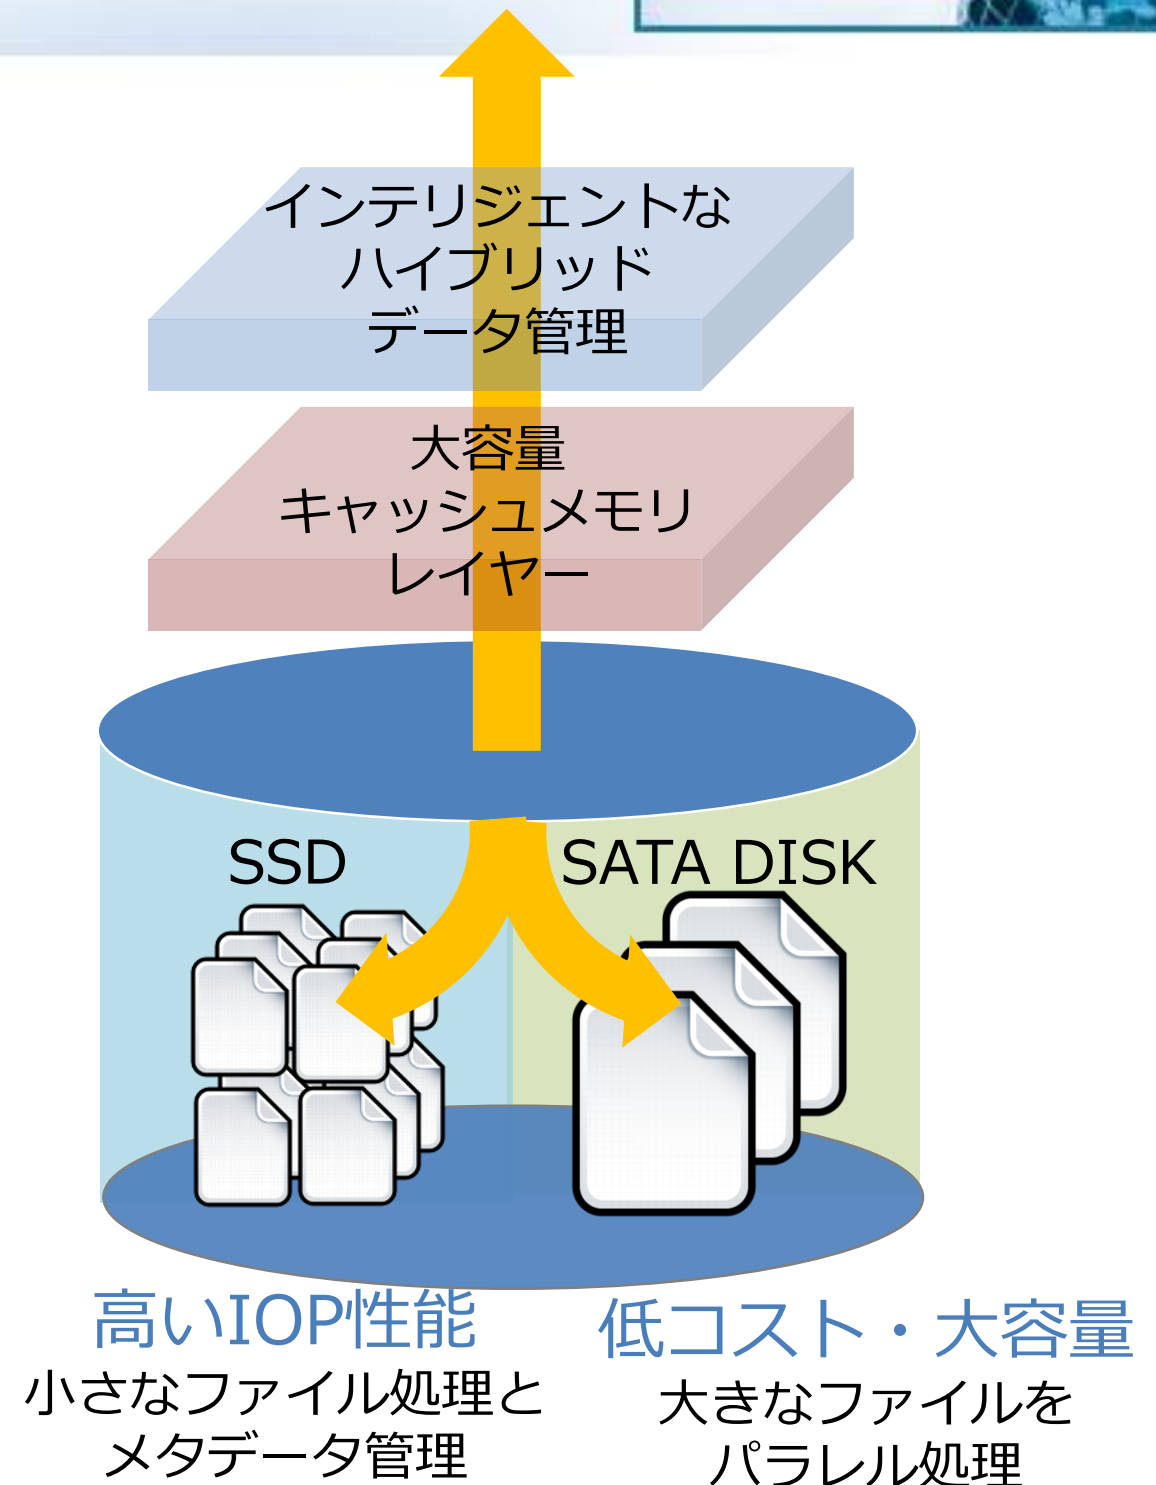 インテリジェントな
ハイブリッド
データ管理
大容量
キャッシュメモリ
レイヤー
SSD
SATA DISK
高いIOP性能
小さなファイル処理と
メタデータ管理
低コスト・大容量
大きなファイルを
パラレル処理